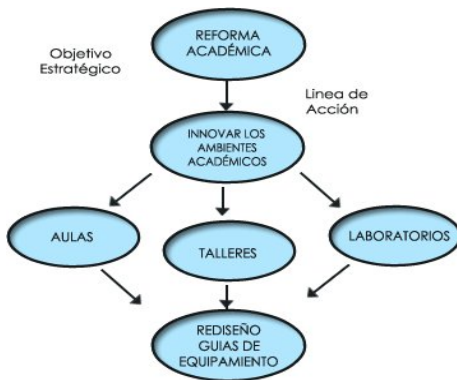 REFORMA
ACADÉMICA
Objetivo
Estratégico
Linea de
Acción
INNOVAR LOS
AMBIENTES
ACADÉMICOS
AULAS
TALLERES
LABORATORIOS
REDISEÑO
GUIAS DE
EQUIPAMIENTO